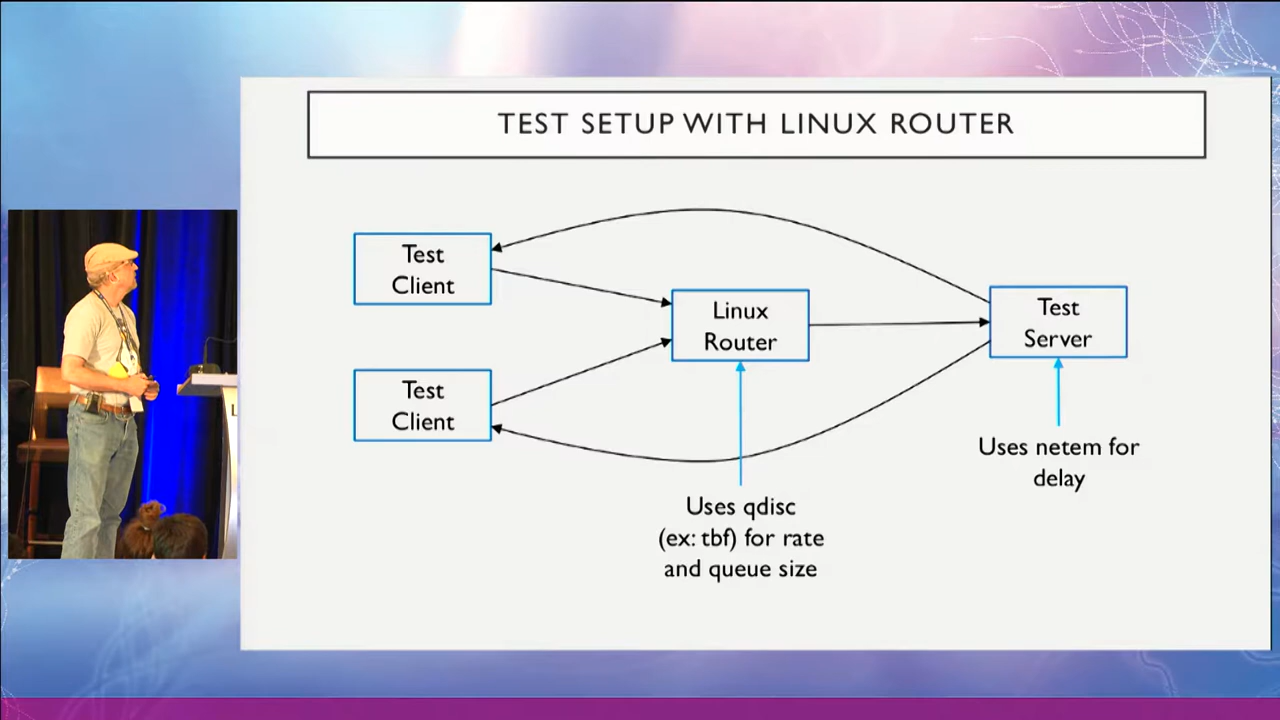 TEST SETUP WITH LINUX ROUTER
Test
Client
Linux
Router
Test
Server
Test
Client
Uses netem for
delay
Uses qdisc
(ex: tbf) for rate
and queue size